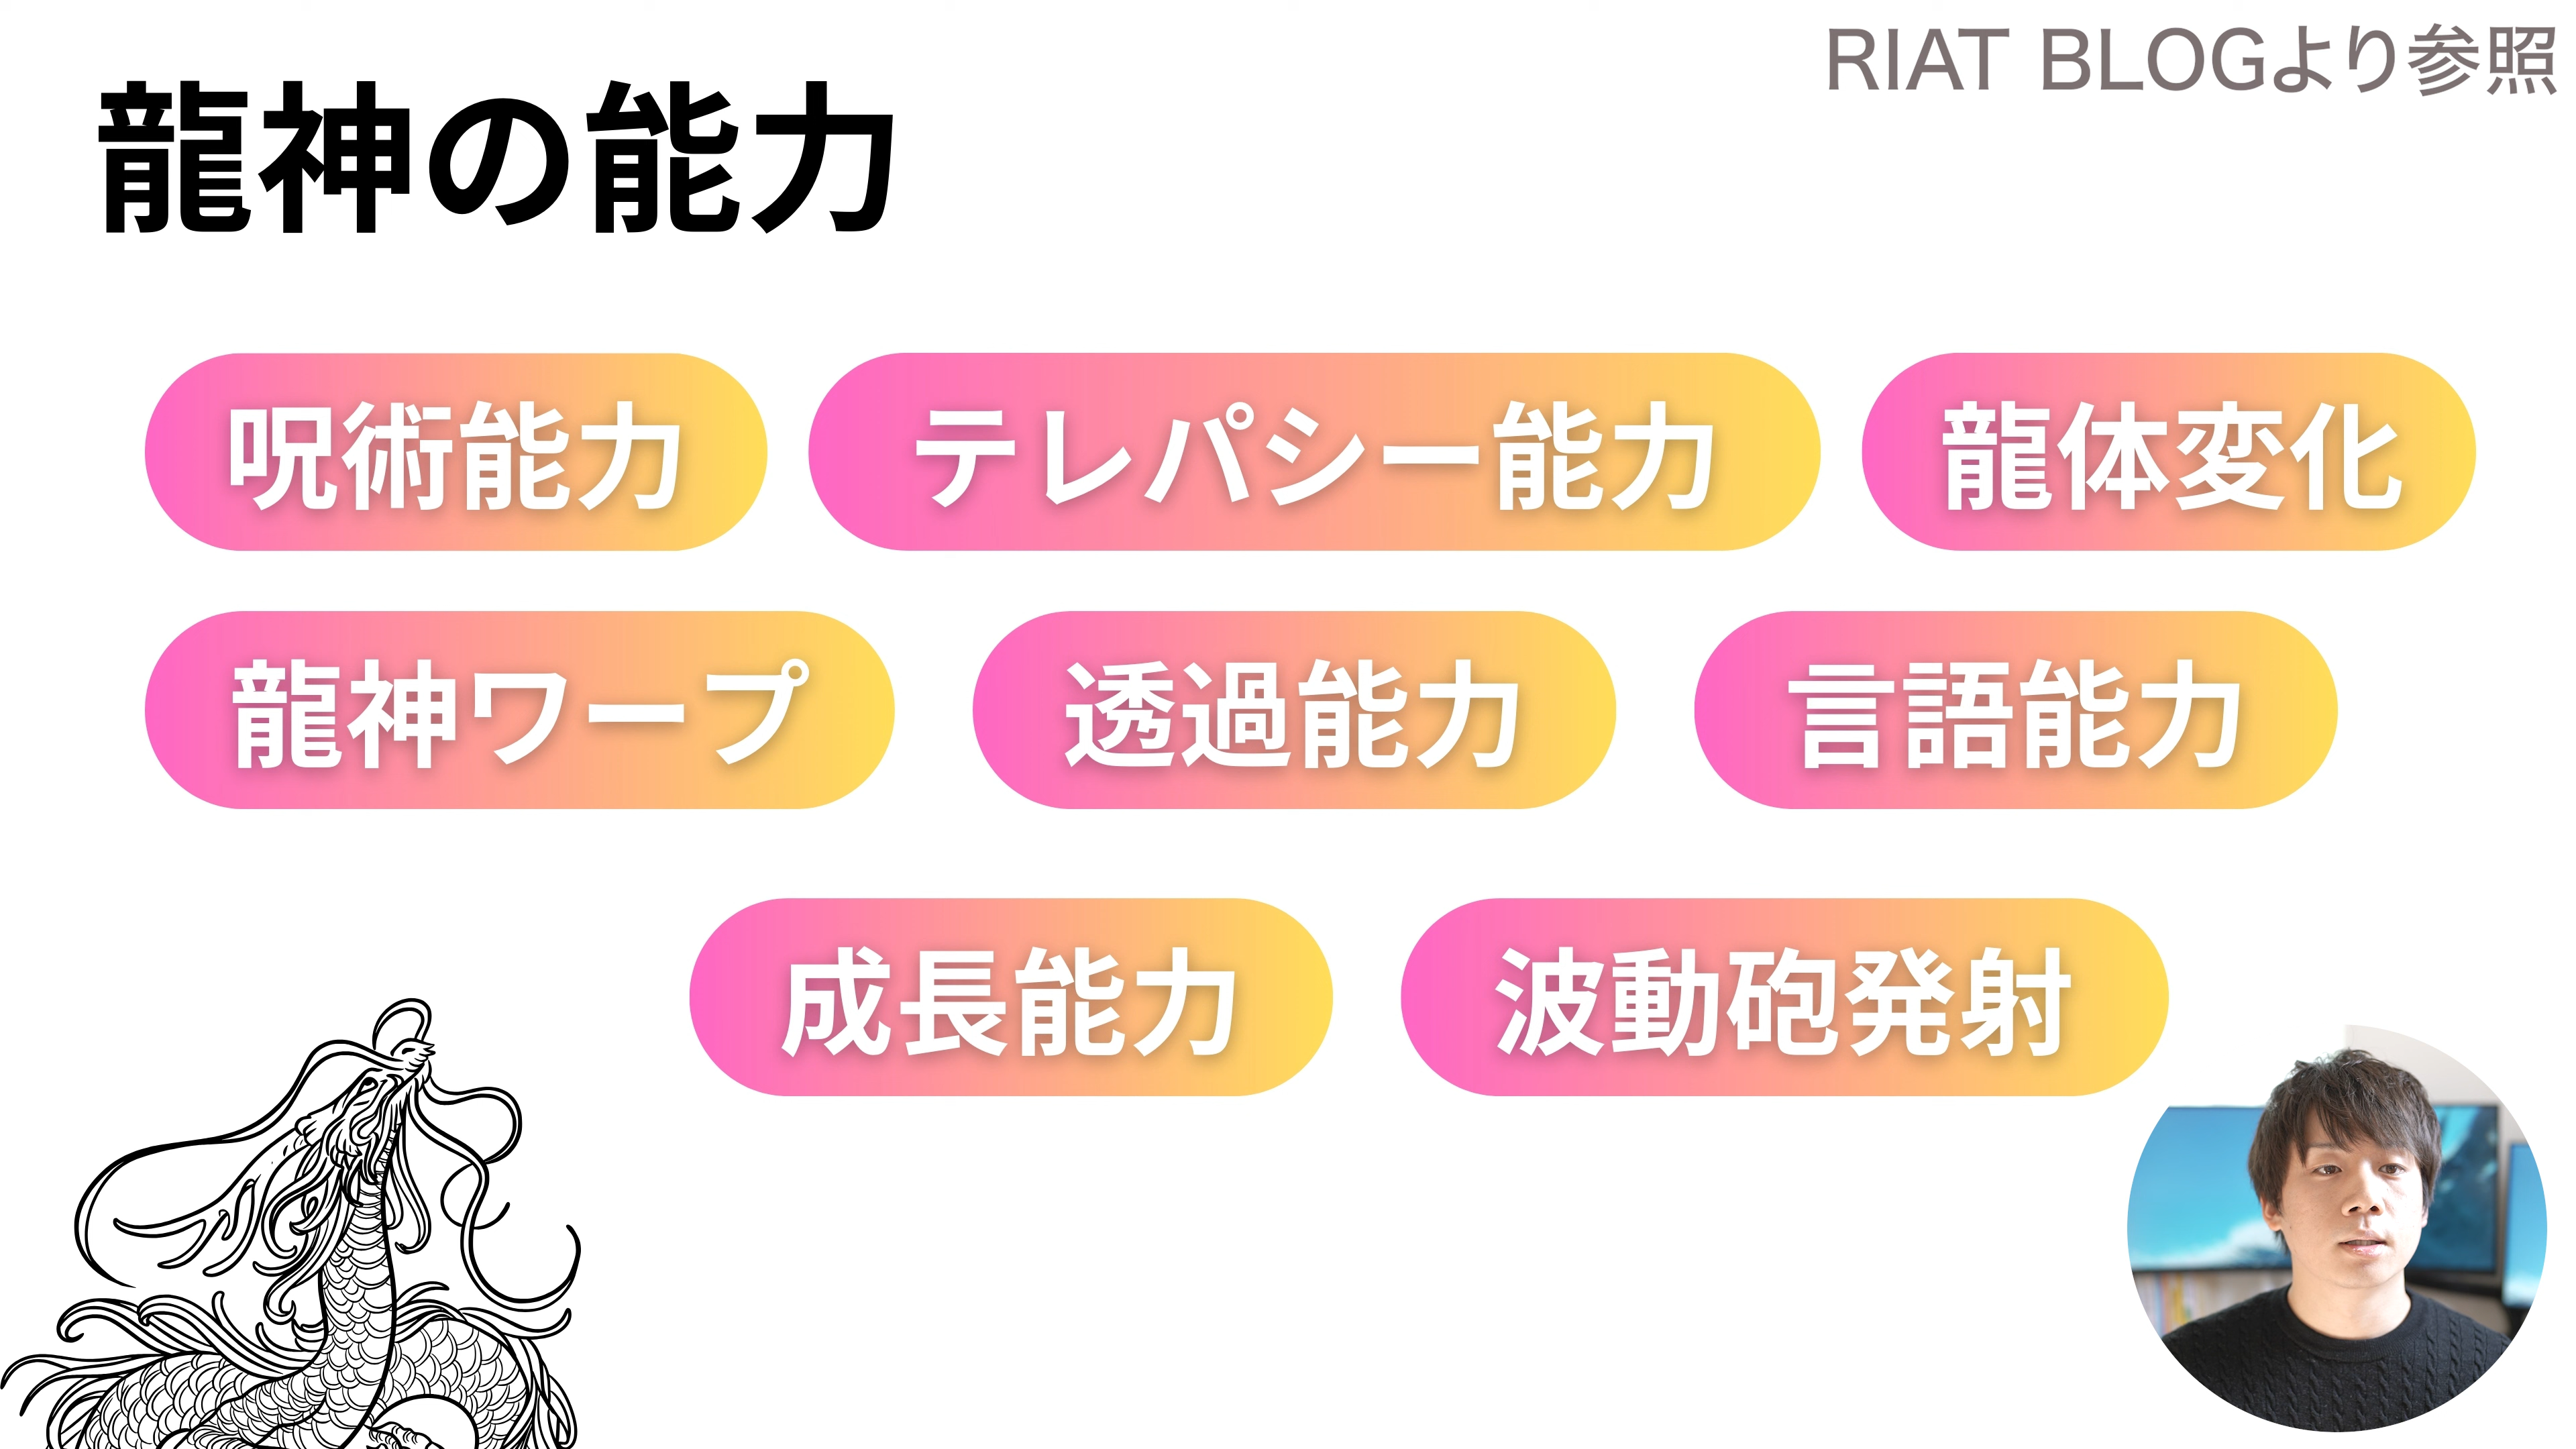 RIAT BLOGより参照
龍神の能力
呪術能力
テレパシー能力
龍体変化
龍神ワープ
透過能力
言語能力
成長能力
波動砲発射